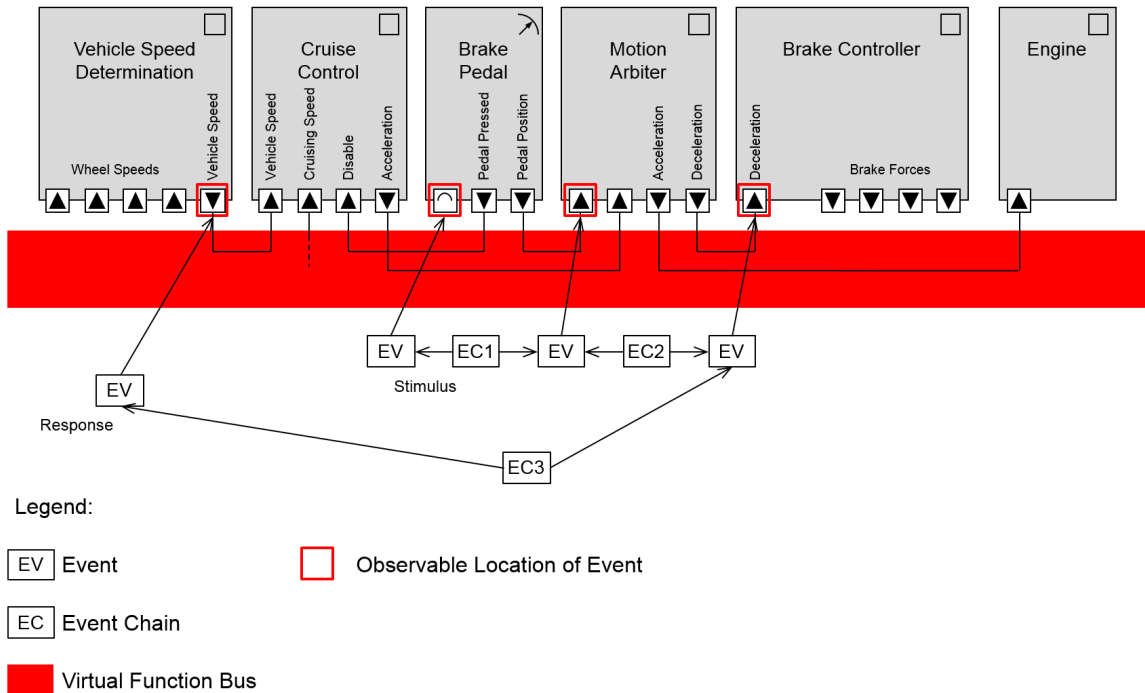 Vehicle Speed
Determination
Cruise
Control
Brake
Pedal
Motion
Arbiter
Brake Controller
Engine
Wheel Speeds
Vehicle Speed
Vehicle Speed
Cruising Speed
Disable
Acceleration
Pedal Pressed
Pedal Position
Acceleration
Deceleration
Deceleration
Brake Forces
EV
EC1
EV
EC2
EV
Stimulus
EV
Response
EC3
Legend:
EV Event
Observable Location of Event
EC Event Chain
Virtual Function Bus